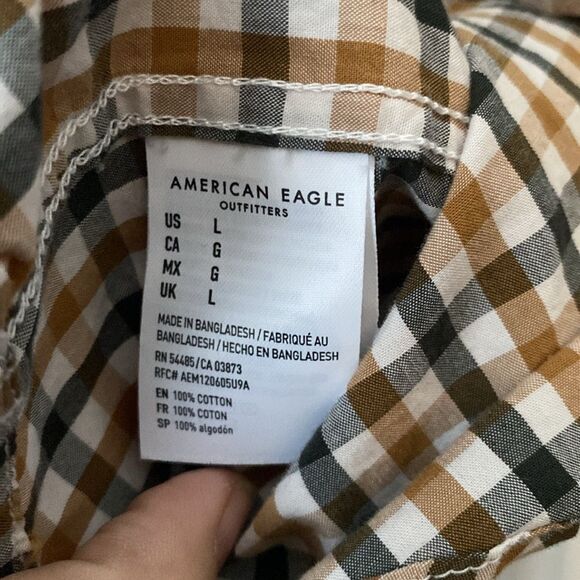 AMERICAN EAGLE
OUTFITTERS
US L
CA G
MX G
UK L
MADE IN BANGLADESH / FABRIQUÉ AU
BANGLADESH / HECHO EN BANGLADESH
RN 54485/CA 03873
RFC# AEM120605U9A
EN 100% COTTON
FR 100% COTON
SP 100% algodón